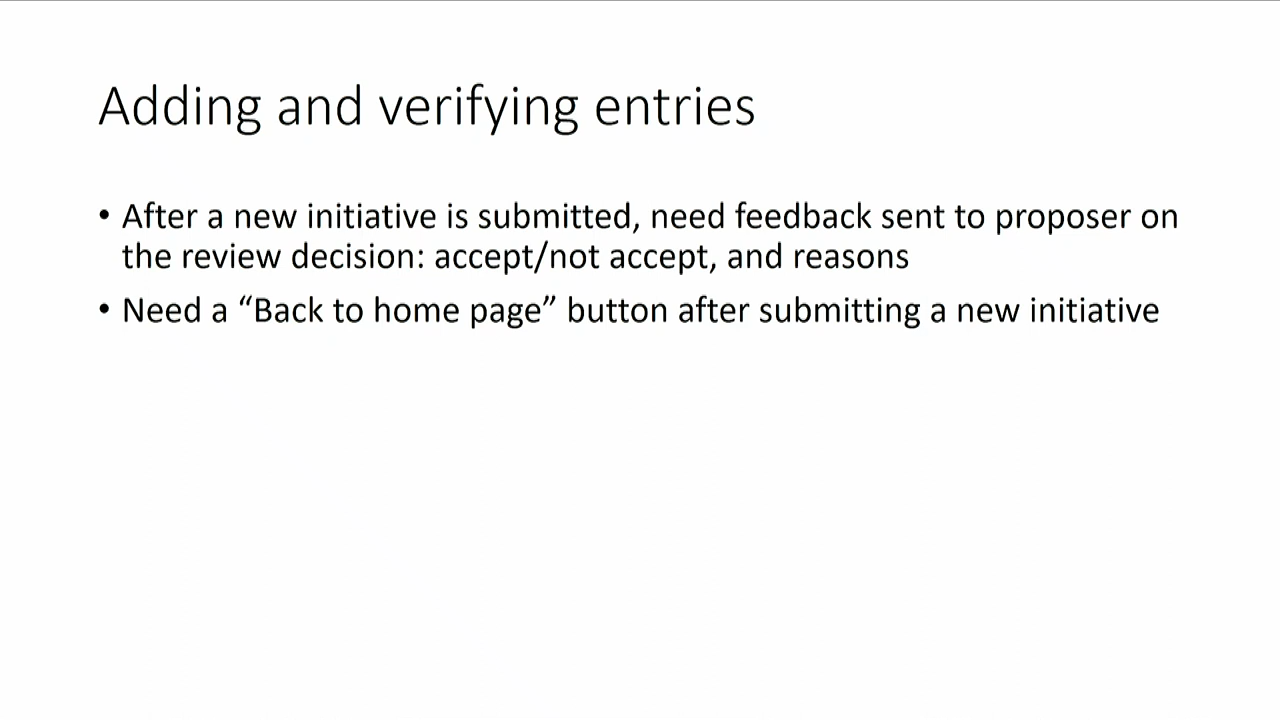 Adding and verifying entries
• After a new initiative is submitted, need feedback sent to proposer on
the review decision: accept/not accept, and reasons
• Need a “Back to home page” button after submitting a new initiative